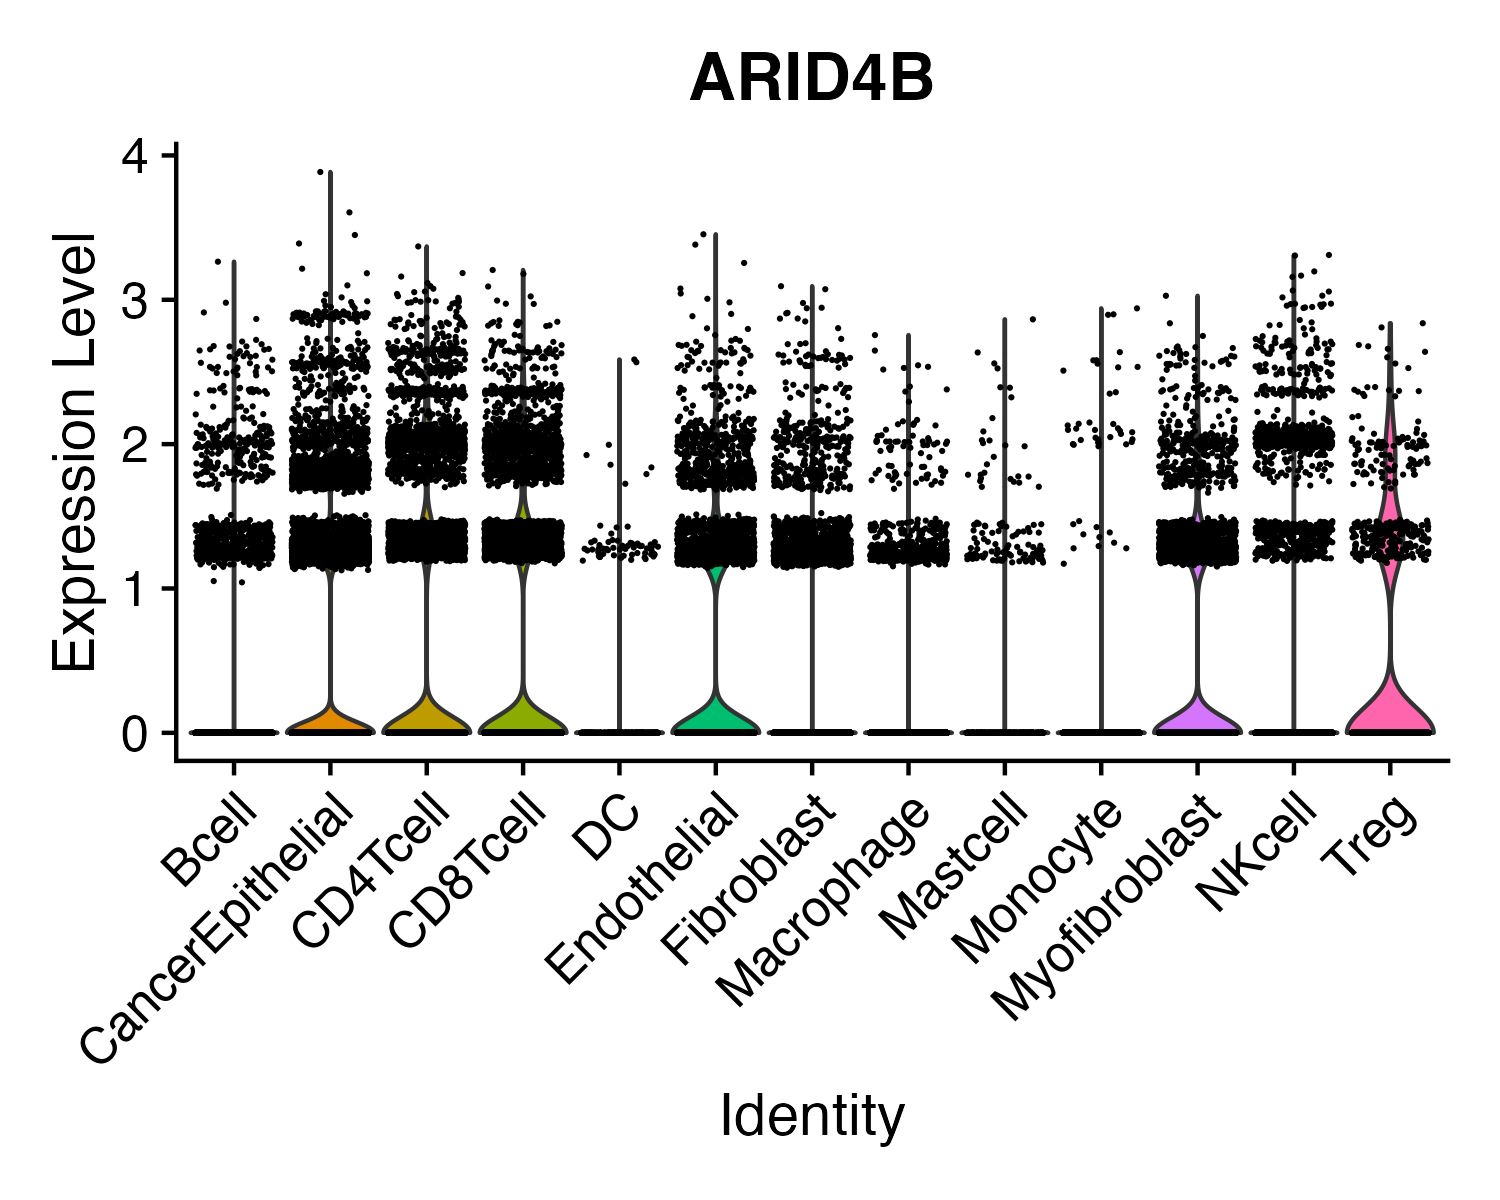 ARID4B
Expression Level
4
3
2
1
0
Bcell
CancerEpithelial
CD4Tcell
CD8Tcell
DC
Endothelial
Fibroblast
Macrophage
Mastcell
Monocyte
Myofibroblast
NKcell
Treg
Identity